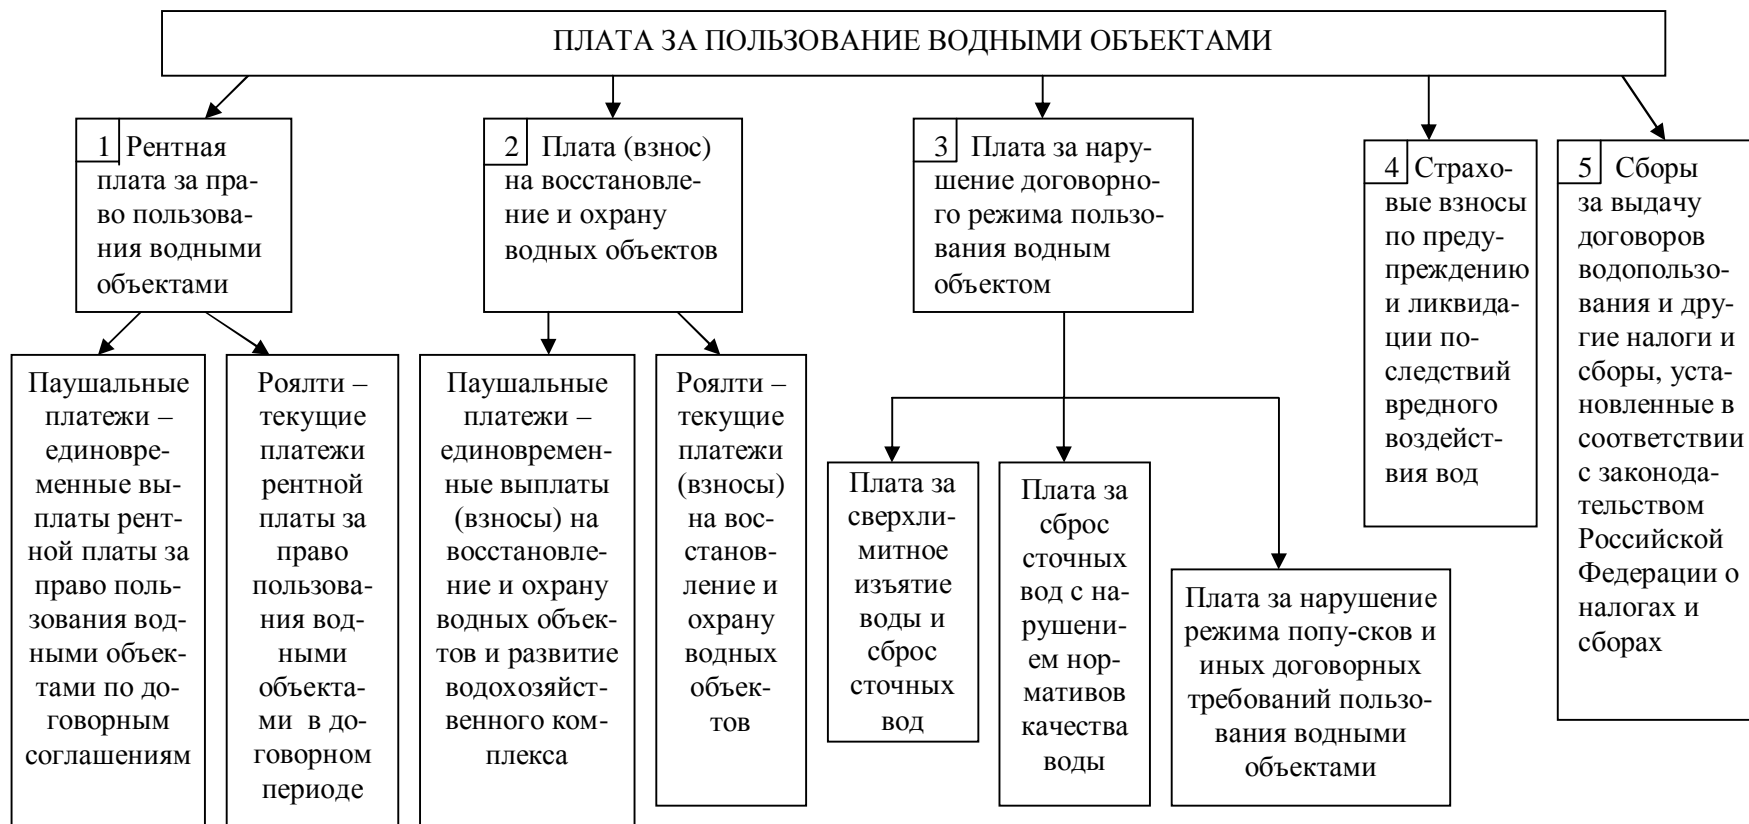 ПЛАТА ЗА ПОЛЬЗОВАНИЕ ВОДНЫМИ ОБЪЕКТАМИ
1 Рентная
плата за пра-
во пользова-
ния водными
объектами
2 Плата (взнос)
на восстановле-
ние и охрану
водных объектов
3 Плата за нару-
шение договорно-
го режима пользо-
вания водным
объектом
4 Страхо-
вые взносы
по преду-
преждению
и ликвида-
ции по-
следствий
вредного
воздейст-
вия вод
5 Сборы
за выдачу
договоров
водопользо-
вания и дру-
гие налоги и
сборы, уста-
новленные в
соответствии
с законода-
тельством
Российской
Федерации о
налогах и
сборах
Паушальные
платежи –
единовре-
менные вы-
платы рент-
ной платы за
право поль-
зования вод-
ными объек-
тами по до-
говорным
соглашениям
Роялти –
текущие
платежи
рентной
платы за
право
пользова-
ния вод-
ными
объекта-
ми в до-
говорном
периоде
Паушальные
платежи –
единовремен-
ные выплаты
(взносы) на
восстановле-
ние и охрану
водных объек-
тов и развитие
водохозяйст-
венного ком-
плекса
Роялти –
текущие
платежи
(взносы)
на вос-
станов-
ление и
охрану
водных
объек-
тов
Плата за
сверхли-
митное
изъятие
воды и
сброс
сточных
вод
Плата за
сброс
сточных
вод с на-
рушени-
ем нор-
мативов
качества
воды
Плата за нарушение
режима попу-сков и
иных договорных
требований пользо-
вания водными
объектами